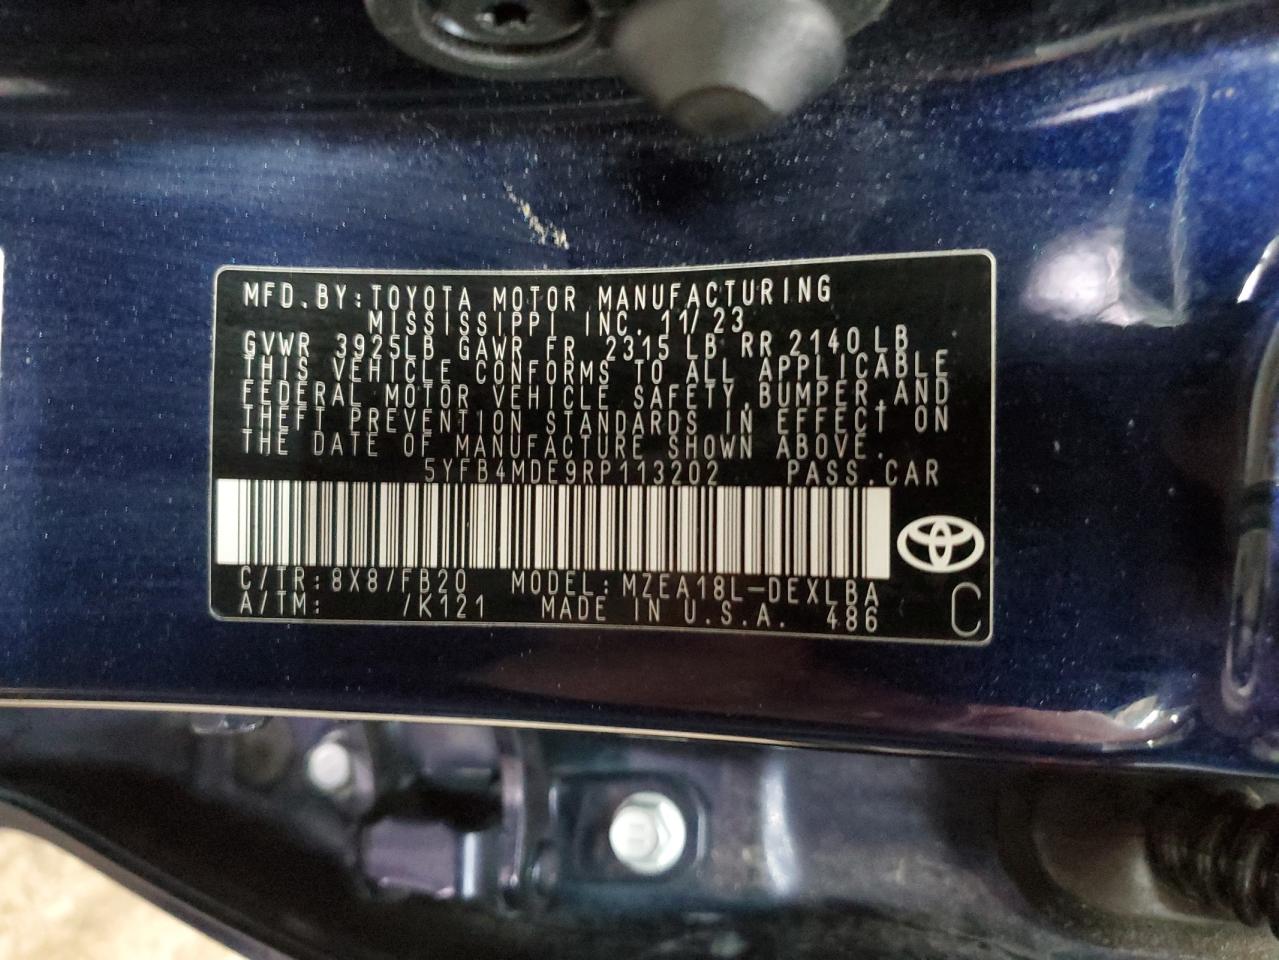 MFD.BY:TOYOTA MOTOR MANUFACTURING
MISSISSIPPI INC. 11/23
GVWR 3925LB GAWR FR 2315 LB RR 2140LB
THIS VEHICLE CONFORMS TO ALL APPLICABLE
FEDERAL MOTOR VEHICLE SAFETY,BUMPER,AND
THEFT PREVENTION STANDARDS IN EFFECT ON
THE DATE OF MANUFACTURE SHOWN ABOVE.
5YFB4MDE9RP113202 PASS.CAR
C/TR:8X8/FB20 MODEL:MZEA18L-DEXLBA
A/TM: /K121 MADE IN U.S.A. 486 C
B